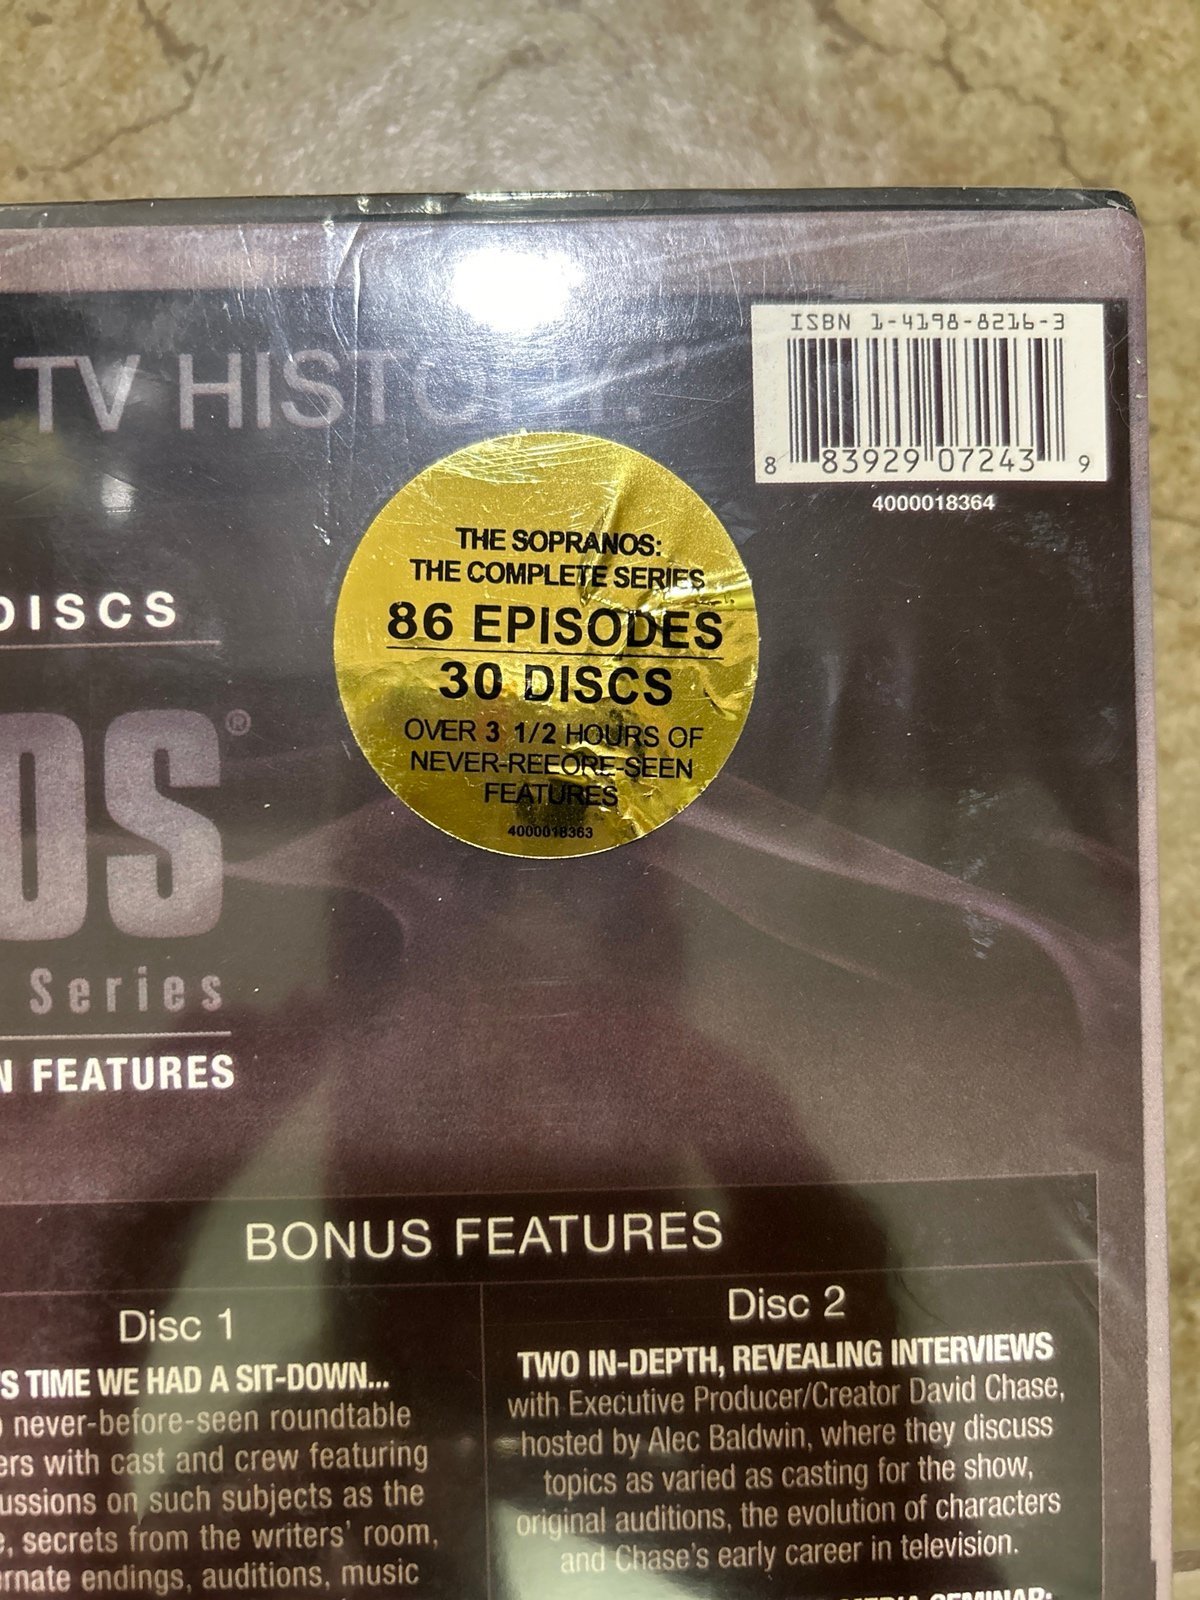 TV HISTORY."
ISBN 1-4198-8216-3
8 83929 07243 9
4000018364
DISCS
THE SOPRANOS:
THE COMPLETE SERIES
86 EPISODES
30 DISCS
OVER 3 1/2 HOURS OF
NEVER-REEORE-SEEN
FEATURES
4000018363
OS®
Series
N FEATURES
BONUS FEATURES
Disc 1
'S TIME WE HAD A SIT-DOWN...
never-before-seen roundtable
ers with cast and crew featuring
ussions on such subjects as the
e, secrets from the writers' room,
rnate endings, auditions, music
Disc 2
TWO IN-DEPTH, REVEALING INTERVIEWS
with Executive Producer/Creator David Chase,
hosted by Alec Baldwin, where they discuss
topics as varied as casting for the show,
original auditions, the evolution of characters
and Chase's early career in television.
MEDIA SEMINAR: